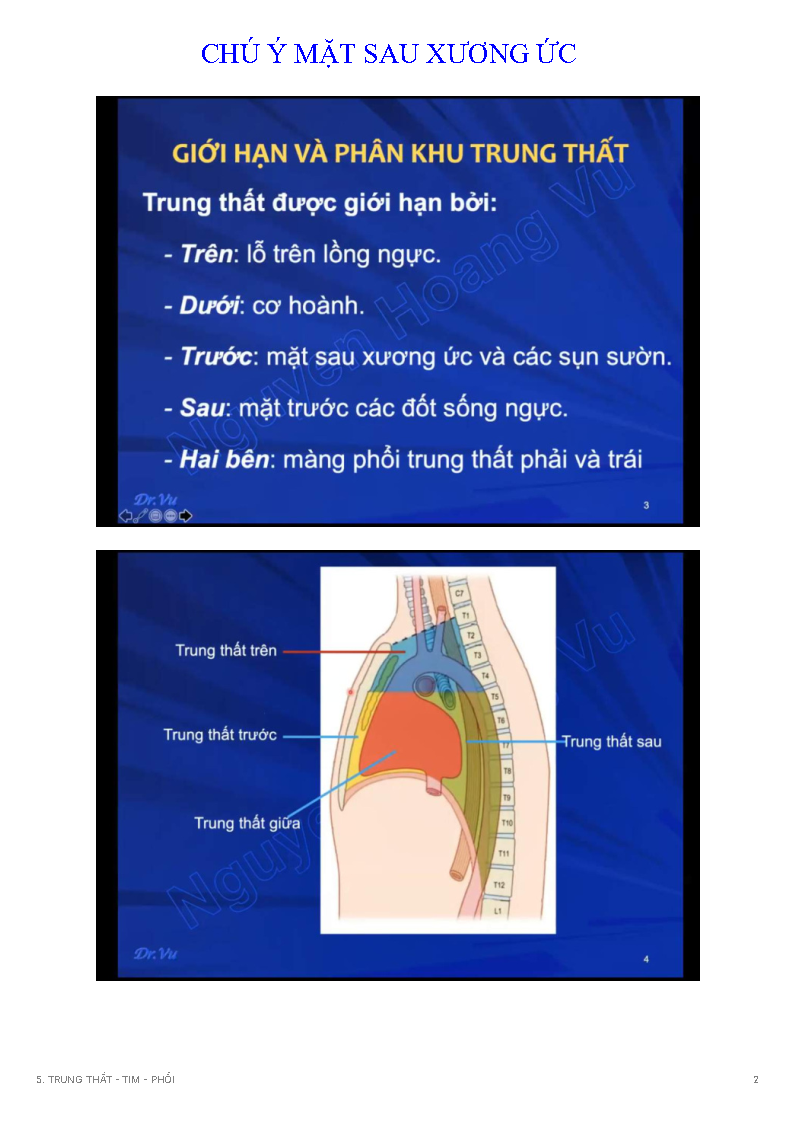 CHÚ Ý MẶT SAU XƯƠNG ỨC
GIỚI HẠN VÀ PHÂN KHU TRUNG THẤT
Trung thất được giới hạn bởi:
- Trên: lỗ trên lồng ngực.
- Dưới: cơ hoành.
- Trước: mặt sau xương ức và các sụn sườn.
- Sau: mặt trước các đốt sống ngực.
- Hai bên: màng phổi trung thất phải và trái
Nguyen Hoang Vu
Dr.Vu
3
C7
T1
T2
Trung thất trên
T3
T4
T5
T6
Trung thất trước
T7
Trung thất sau
T8
T9
Trung thất giữa
T10
T11
T12
L1
Nguye
Vu
Dr.Vu
4
5. TRUNG THẤT - TIM - PHỔI
2